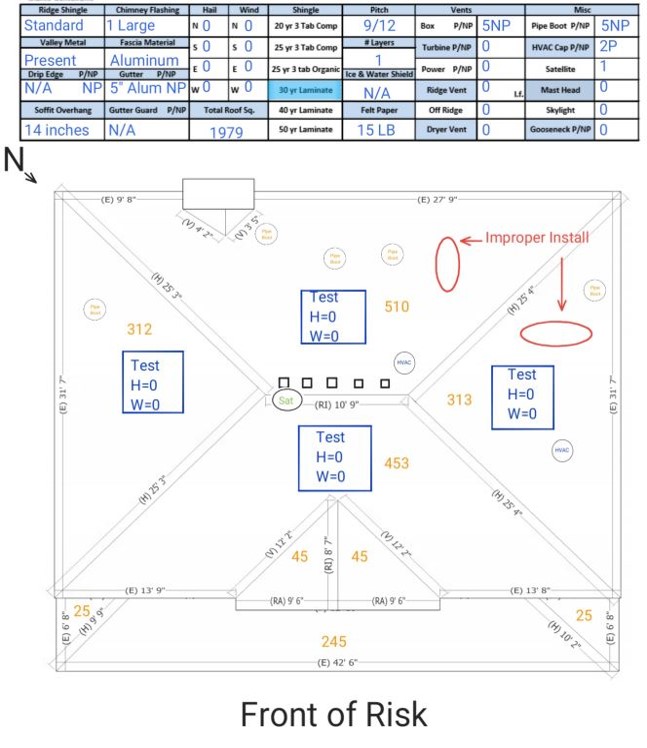 Ridge Shingle Chimney Flashing Hail Wind Shingle Pitch Vents Misc
Standard 1 Large N 0 N 0 20 yr 3 Tab Comp 9/12 Box P/NP 5NP Pipe Boot P/NP 5NP
Valley Metal Fascia Material S 0 S 0 25 yr 3 Tab Comp # Layers Turbine P/NP 0 HVAC Cap P/NP 2P
Present Aluminum E 0 E 0 25 yr 3 tab Organic 1 Power P/NP 0 Satellite 1
Drip Edge P/NP Gutter P/NP Ice & Water Shield
N/A NP 5" Alum NP W 0 W 0 30 yr Laminate N/A Ridge Vent 0 Lf. Mast Head 0
Soffit Overhang Gutter Guard P/NP Total Roof Sq. 40 yr Laminate Felt Paper Off Ridge 0 Skylight 0
14 inches N/A 1979 50 yr Laminate 15 LB Dryer Vent 0 Gooseneck P/NP 0
N
(E) 9' 8" (E) 27' 9"
(V) 4' 2" (V) 3' 5"
Pipe Boot
Improper Install
Pipe Boot
Pipe Boot
(H) 25' 3"
(H) 25' 4"
Pipe Boot
Pipe Boot
Test
H=0
W=0
510
312
Test
H=0
W=0
HVAC
Test
H=0
W=0
(E) 31' 7"
(E) 31' 7"
Sat
(RI) 10' 9"
313
Test
H=0
W=0
453
HVAC
(H) 25' 3"
(H) 25' 4"
(V) 12' 2"
(RI) 8' 7"
(V) 12' 2"
45 45
(E) 13' 9" (E) 13' 8"
(RA) 9' 6" (RA) 9' 6"
25 25
(E) 6' 8" (H) 9' 9" (H) 10' 2" (E) 6' 8"
245
(E) 42' 6"
Front of Risk